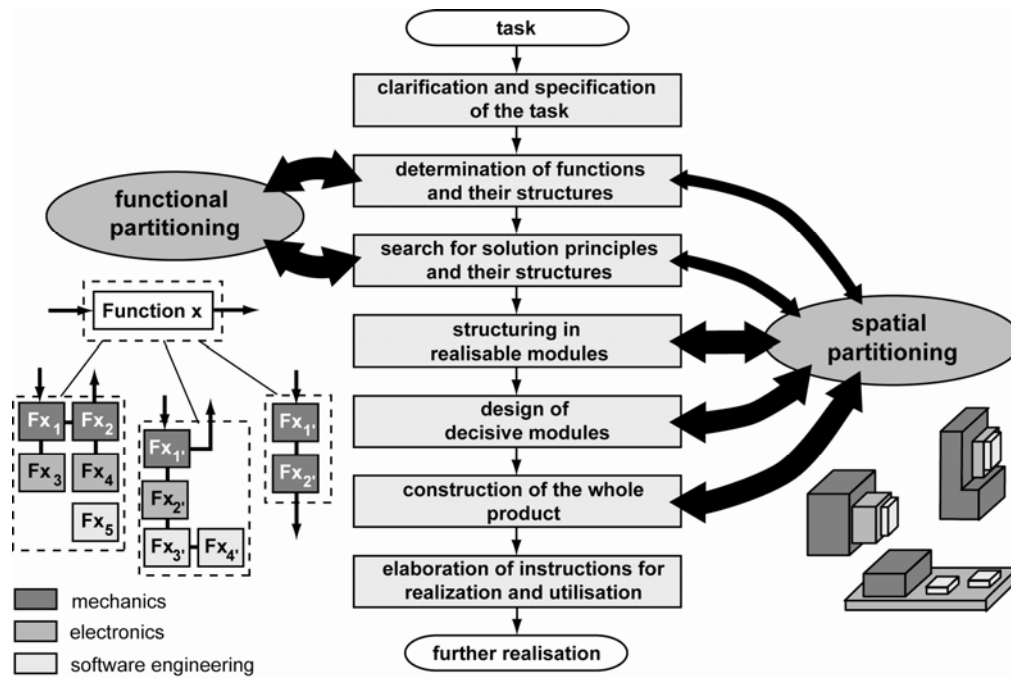 task
clarification and specification
of the task
determination of functions
and their structures
functional
partitioning
search for solution principles
and their structures
Function x
structuring in
realisable modules
spatial
partitioning
Fx1
Fx2
Fx3
Fx4
Fx5
Fx1'
Fx2'
Fx3'
Fx4'
Fx1'
Fx2'
design of
decisive modules
construction of the whole
product
elaboration of instructions for
realization and utilisation
mechanics
electronics
software engineering
further realisation